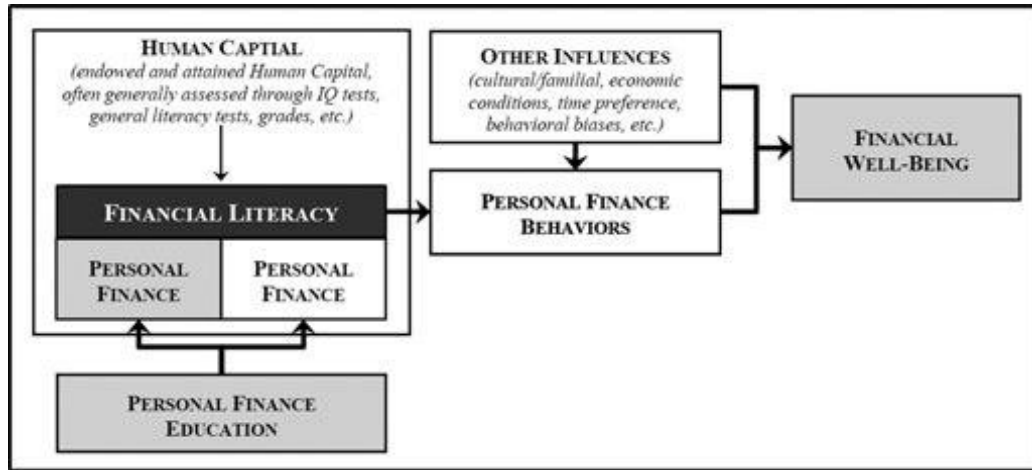 HUMAN CAPTIAL
(endowed and attained Human Capital,
often generally assessed through IQ tests,
general literacy tests, grades, etc.)
FINANCIAL LITERACY
PERSONAL
FINANCE
PERSONAL
FINANCE
PERSONAL FINANCE
EDUCATION
OTHER INFLUENCES
(cultural/familial, economic
conditions, time preference,
behavioral biases, etc.)
PERSONAL FINANCE
BEHAVIORS
FINANCIAL
WELL-BEING